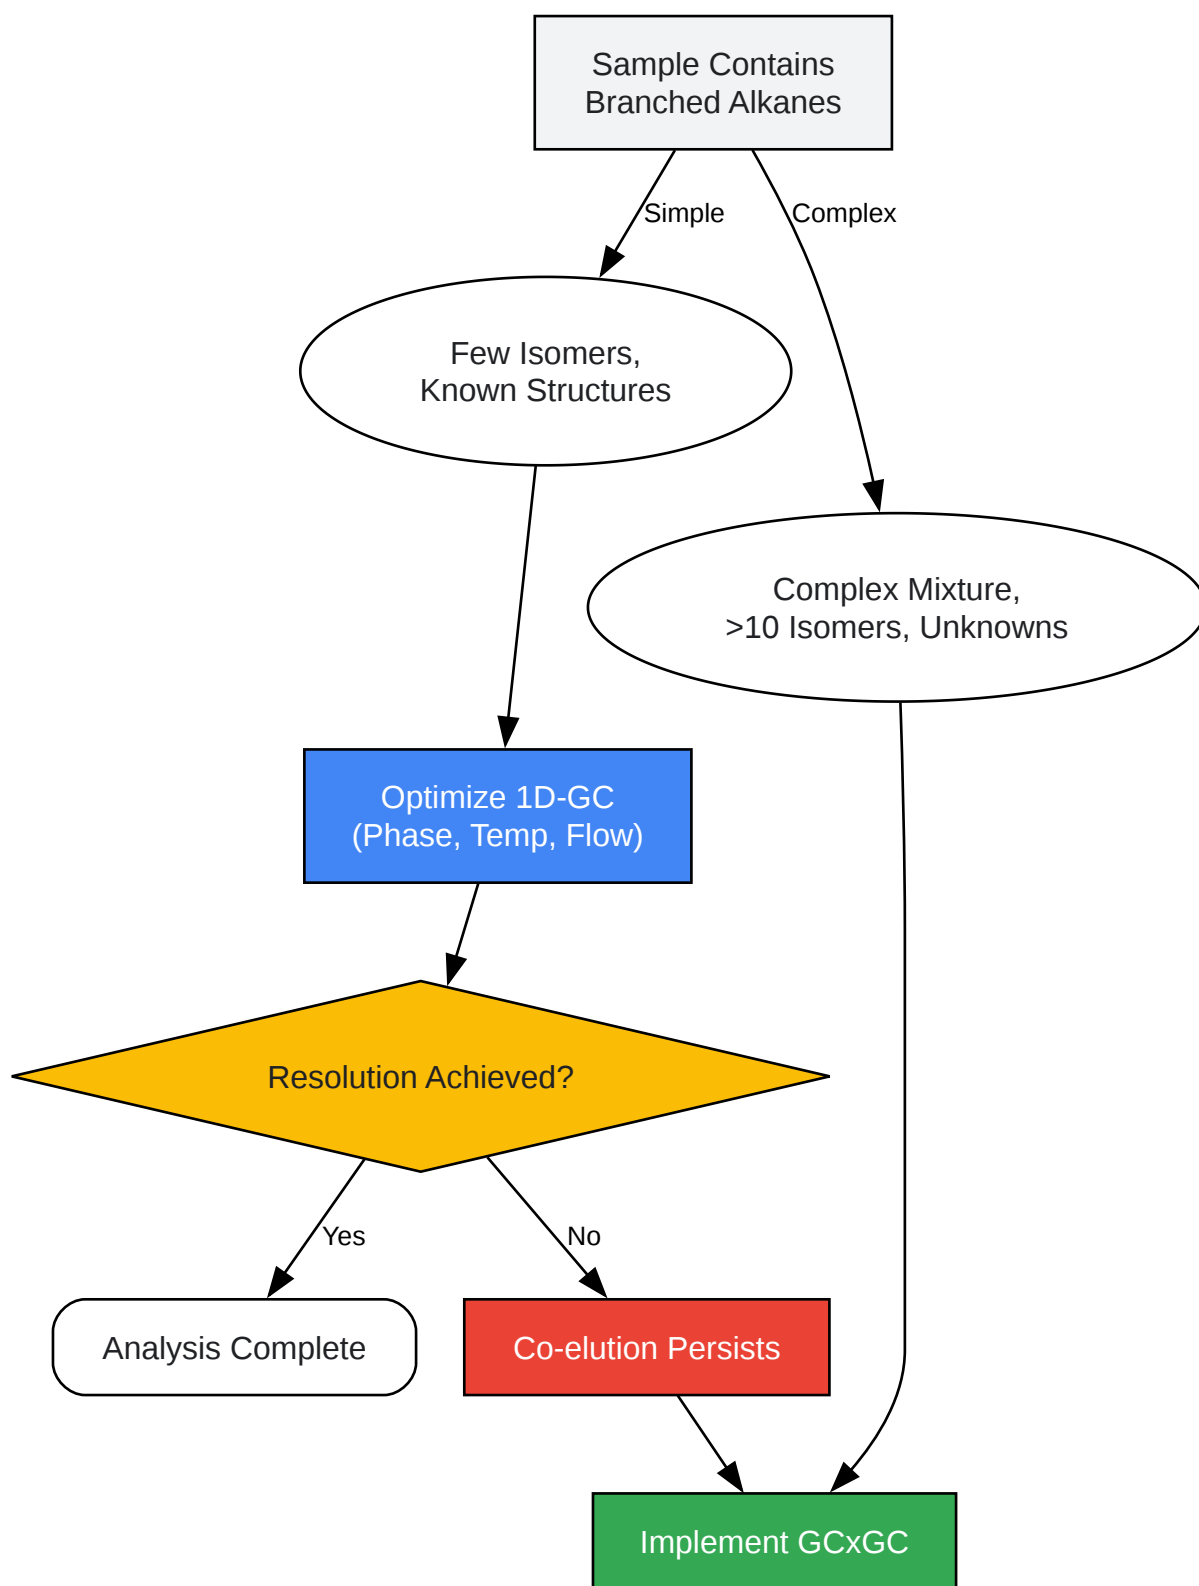 Sample Contains
Branched Alkanes
Simple
Complex
Few Isomers,
Known Structures
Complex Mixture,
>10 Isomers, Unknowns
Optimize 1D-GC
(Phase, Temp, Flow)
Resolution Achieved?
Yes
No
Analysis Complete
Co-elution Persists
Implement GCxGC